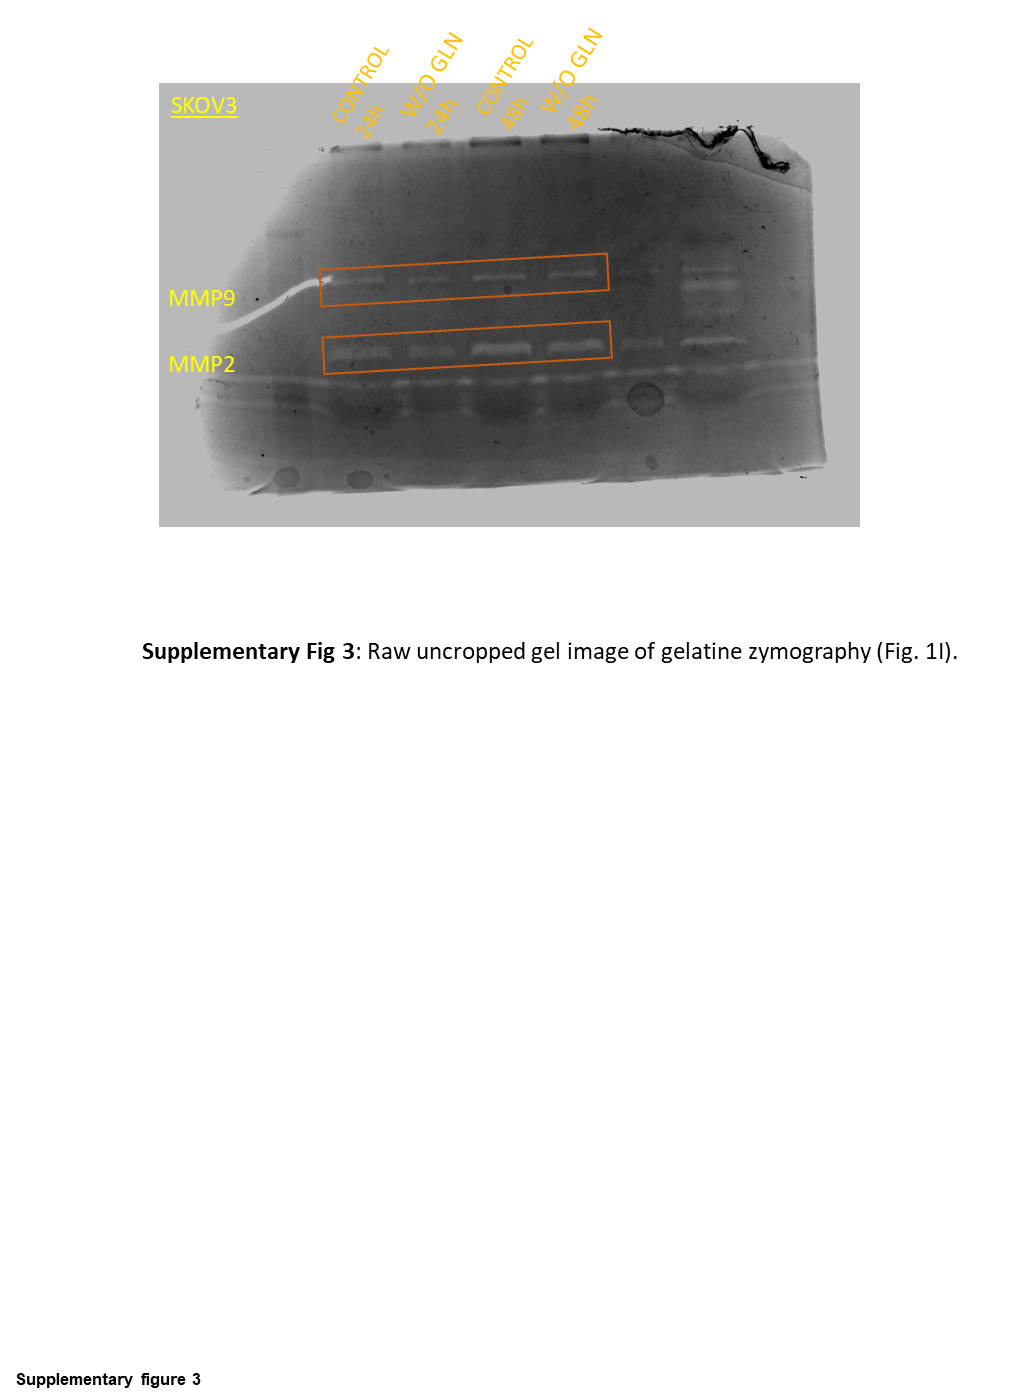 CONTROL
24h
W/O GLN
24h
CONTROL
48h
W/O GLN
48h
SKOV3
MMP9
MMP2
Supplementary Fig 3: Raw uncropped gel image of gelatine zymography (Fig. 1I).
Supplementary figure 3